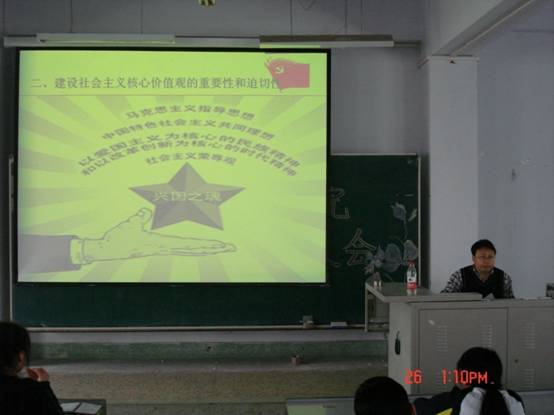 二、建设社会主义核心价值观的重要性和迫切性
马克思主义指导思想
中国特色社会主义共同理想
以爱国主义为核心的民族精神
和以改革创新为核心的时代精神
社会主义荣辱观
兴国之魂
会
26 1:10PM.